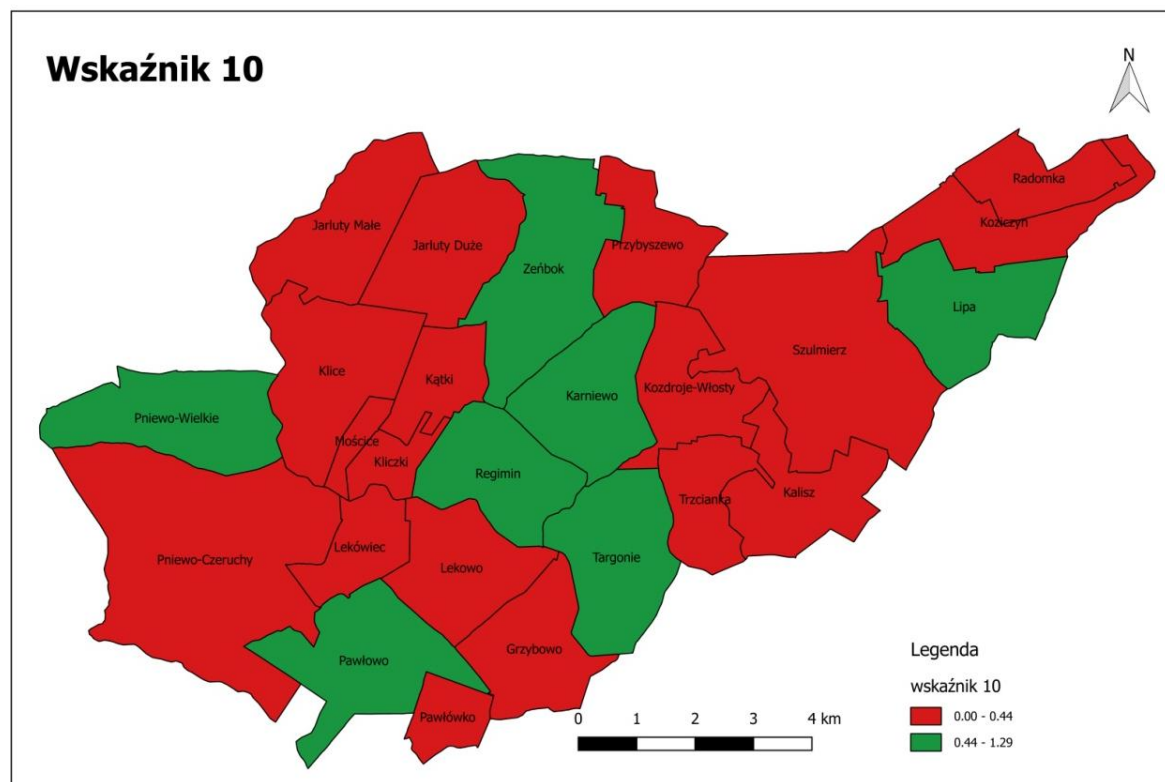 Wskaźnik 10
N
Radomka
Koziczyn
Jarluty Małe
Jarluty Duże
Przybyszewo
Zeńbok
Lipa
Szulmierz
Klice
Kątki
Karniewo
Kozdroje-Włosty
Pniewo-Wielkie
Mościce
Kliczki
Regimin
Trzcianka
Kalisz
Lekówiec
Pniewo-Czeruchy
Lekowo
Targonie
Grzybowo
Pawłowo
Pawłówko
Legenda
wskaźnik 10
0.00 - 0.44
0.44 - 1.29
0 1 2 3 4 km